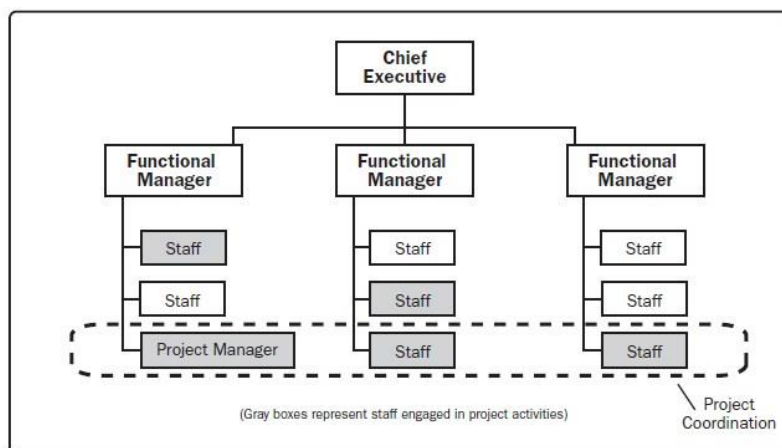 Chief
Executive
Functional
Manager
Functional
Manager
Functional
Manager
Staff
Staff
Staff
Staff
Staff
Staff
Project Manager
Staff
Staff
(Gray boxes represent staff engaged in project activities)
Project
Coordination